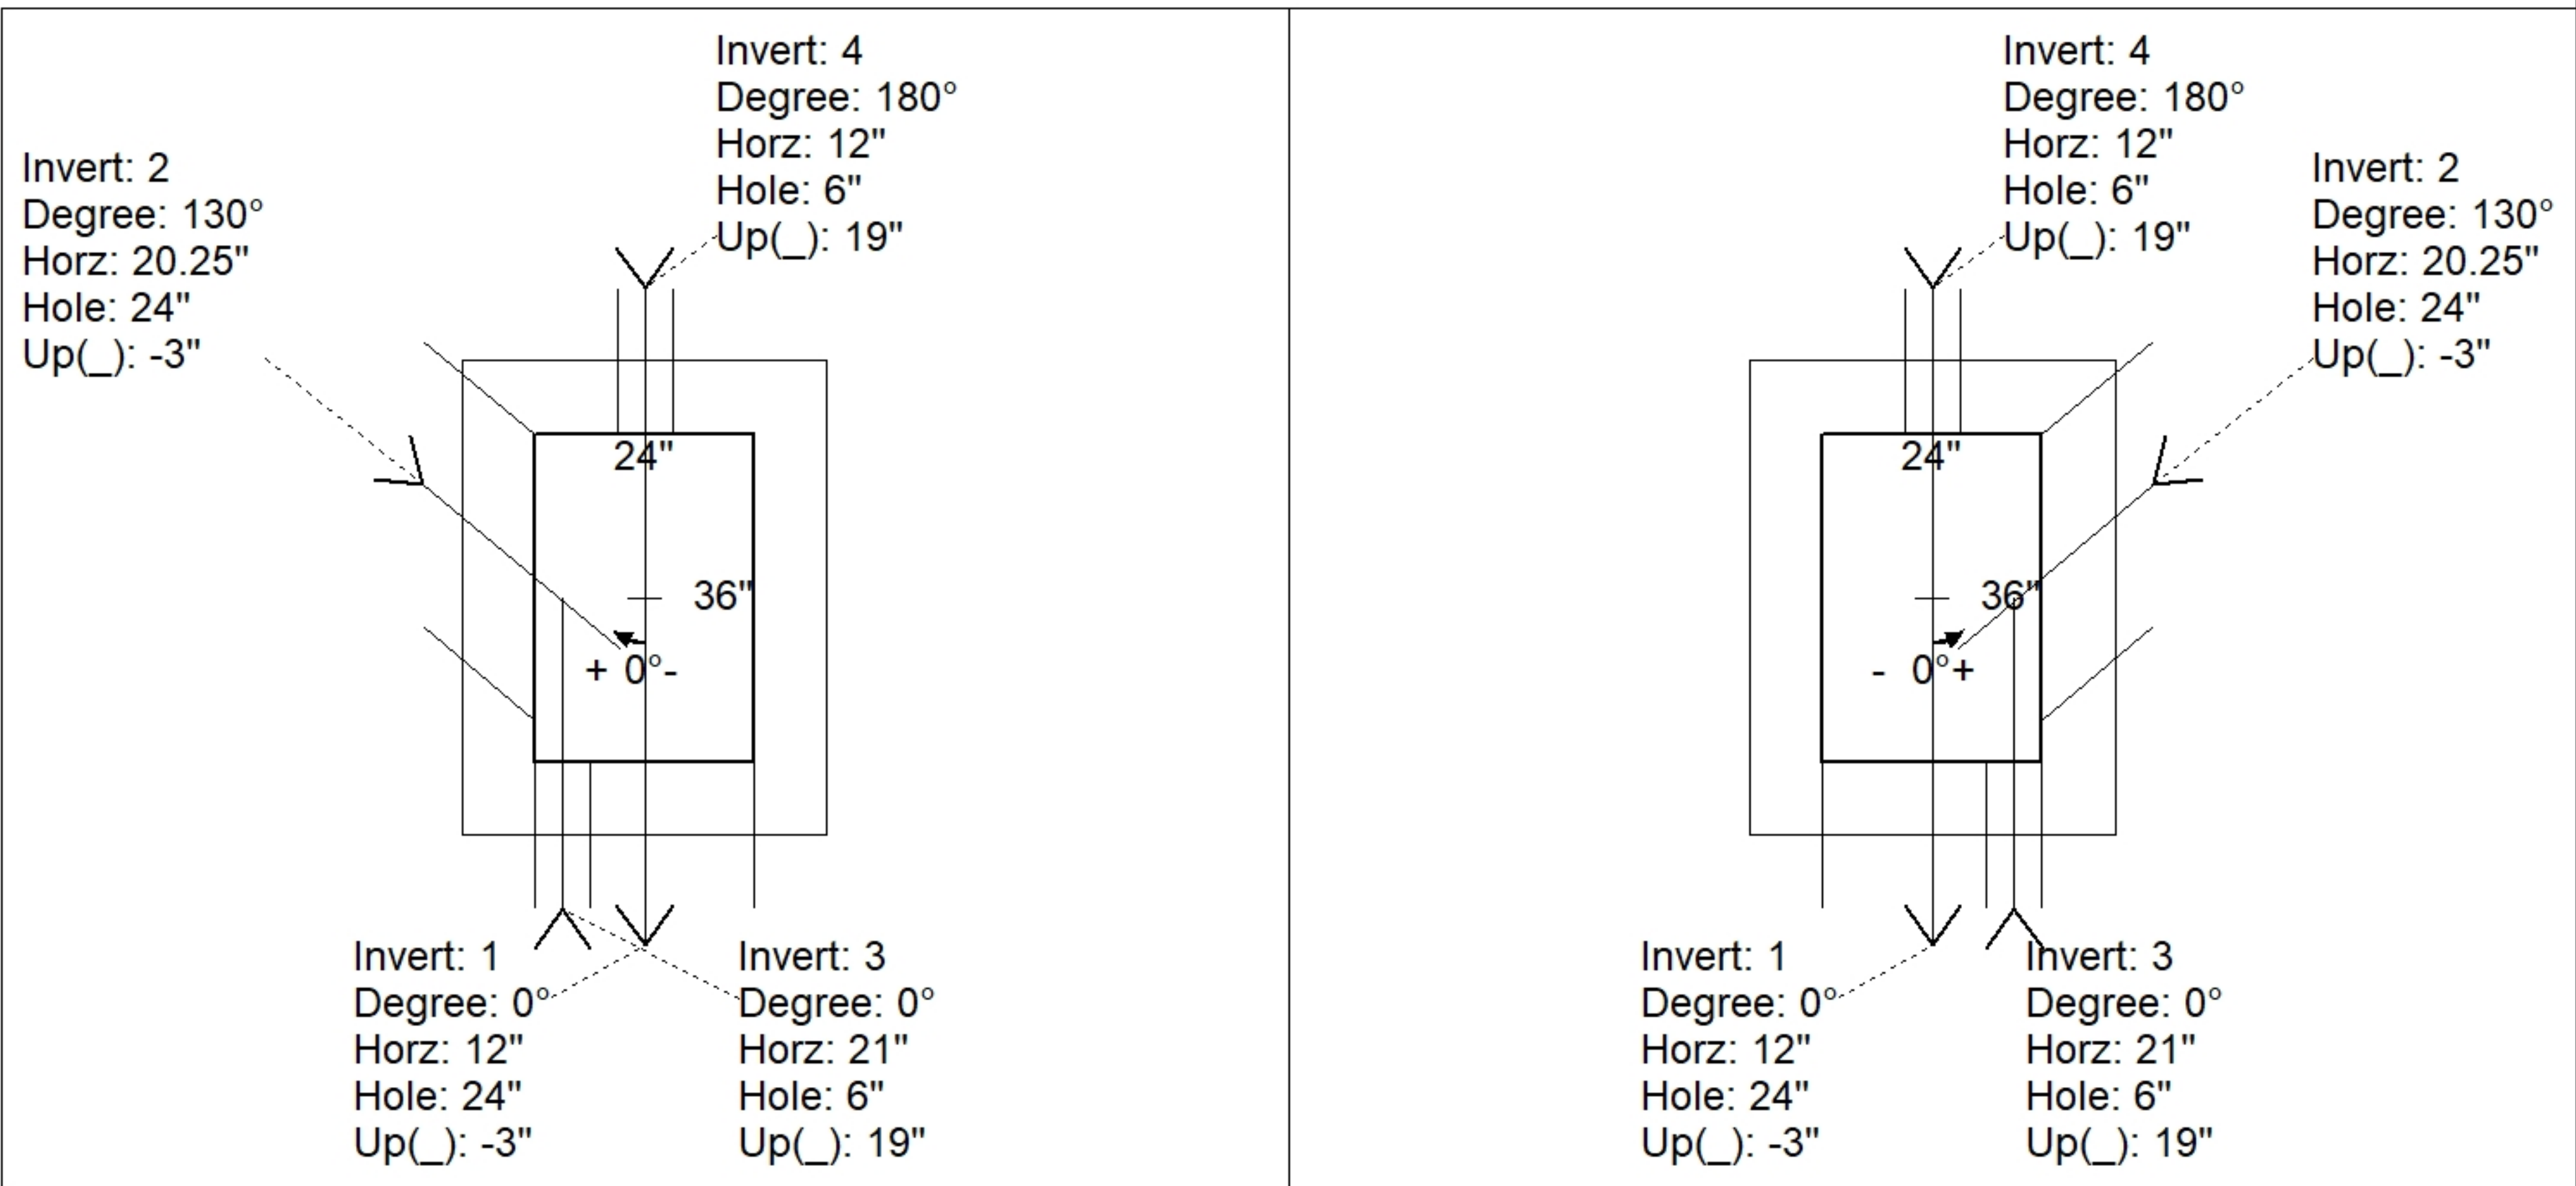 Invert: 4
Degree: 180°
Horz: 12"
Hole: 6"
Up(_): 19"
Invert: 2
Degree: 130°
Horz: 20.25"
Hole: 24"
Up(_): -3"
24"
36"
+ 0°-
Invert: 1
Degree: 0°
Horz: 12"
Hole: 24"
Up(_): -3"
Invert: 3
Degree: 0°
Horz: 21"
Hole: 6"
Up(_): 19"
Invert: 4
Degree: 180°
Horz: 12"
Hole: 6"
Up(_): 19"
Invert: 2
Degree: 130°
Horz: 20.25"
Hole: 24"
Up(_): -3"
24"
36"
- 0°+
Invert: 1
Degree: 0°
Horz: 12"
Hole: 24"
Up(_): -3"
Invert: 3
Degree: 0°
Horz: 21"
Hole: 6"
Up(_): 19"